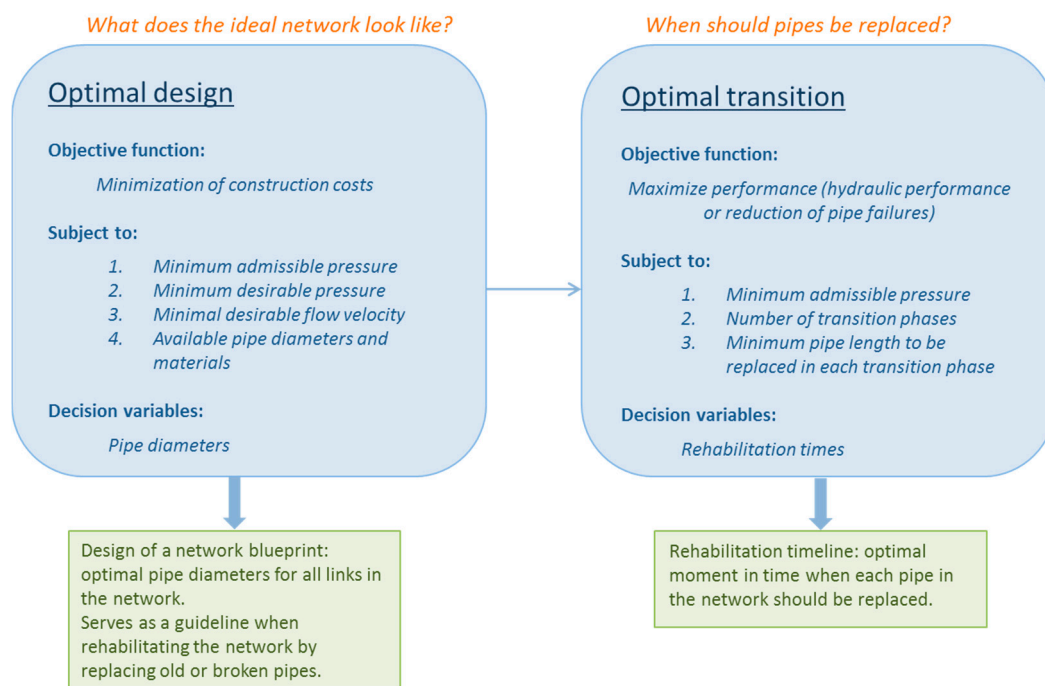 What does the ideal network look like?
Optimal design
Objective function:
Minimization of construction costs
Subject to:
1. Minimum admissible pressure
2. Minimum desirable pressure
3. Minimal desirable flow velocity
4. Available pipe diameters and
materials
Decision variables:
Pipe diameters
Design of a network blueprint:
optimal pipe diameters for all links in
the network.
Serves as a guideline when
rehabilitating the network by
replacing old or broken pipes.
When should pipes be replaced?
Optimal transition
Objective function:
Maximize performance (hydraulic performance
or reduction of pipe failures)
Subject to:
1. Minimum admissible pressure
2. Number of transition phases
3. Minimum pipe length to be
replaced in each transition phase
Decision variables:
Rehabilitation times
Rehabilitation timeline: optimal
moment in time when each pipe in
the network should be replaced.